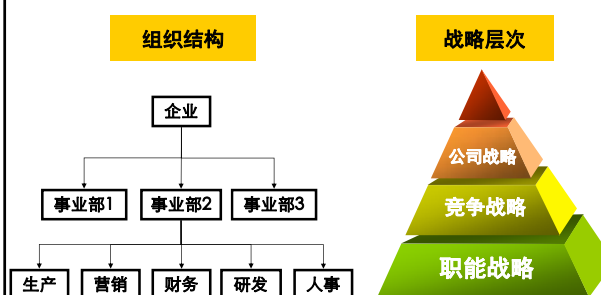 组织结构
战略层次
企业
公司战略
事业部1 事业部2 事业部3
竞争战略
职能战略
生产 营销 财务 研发 人事